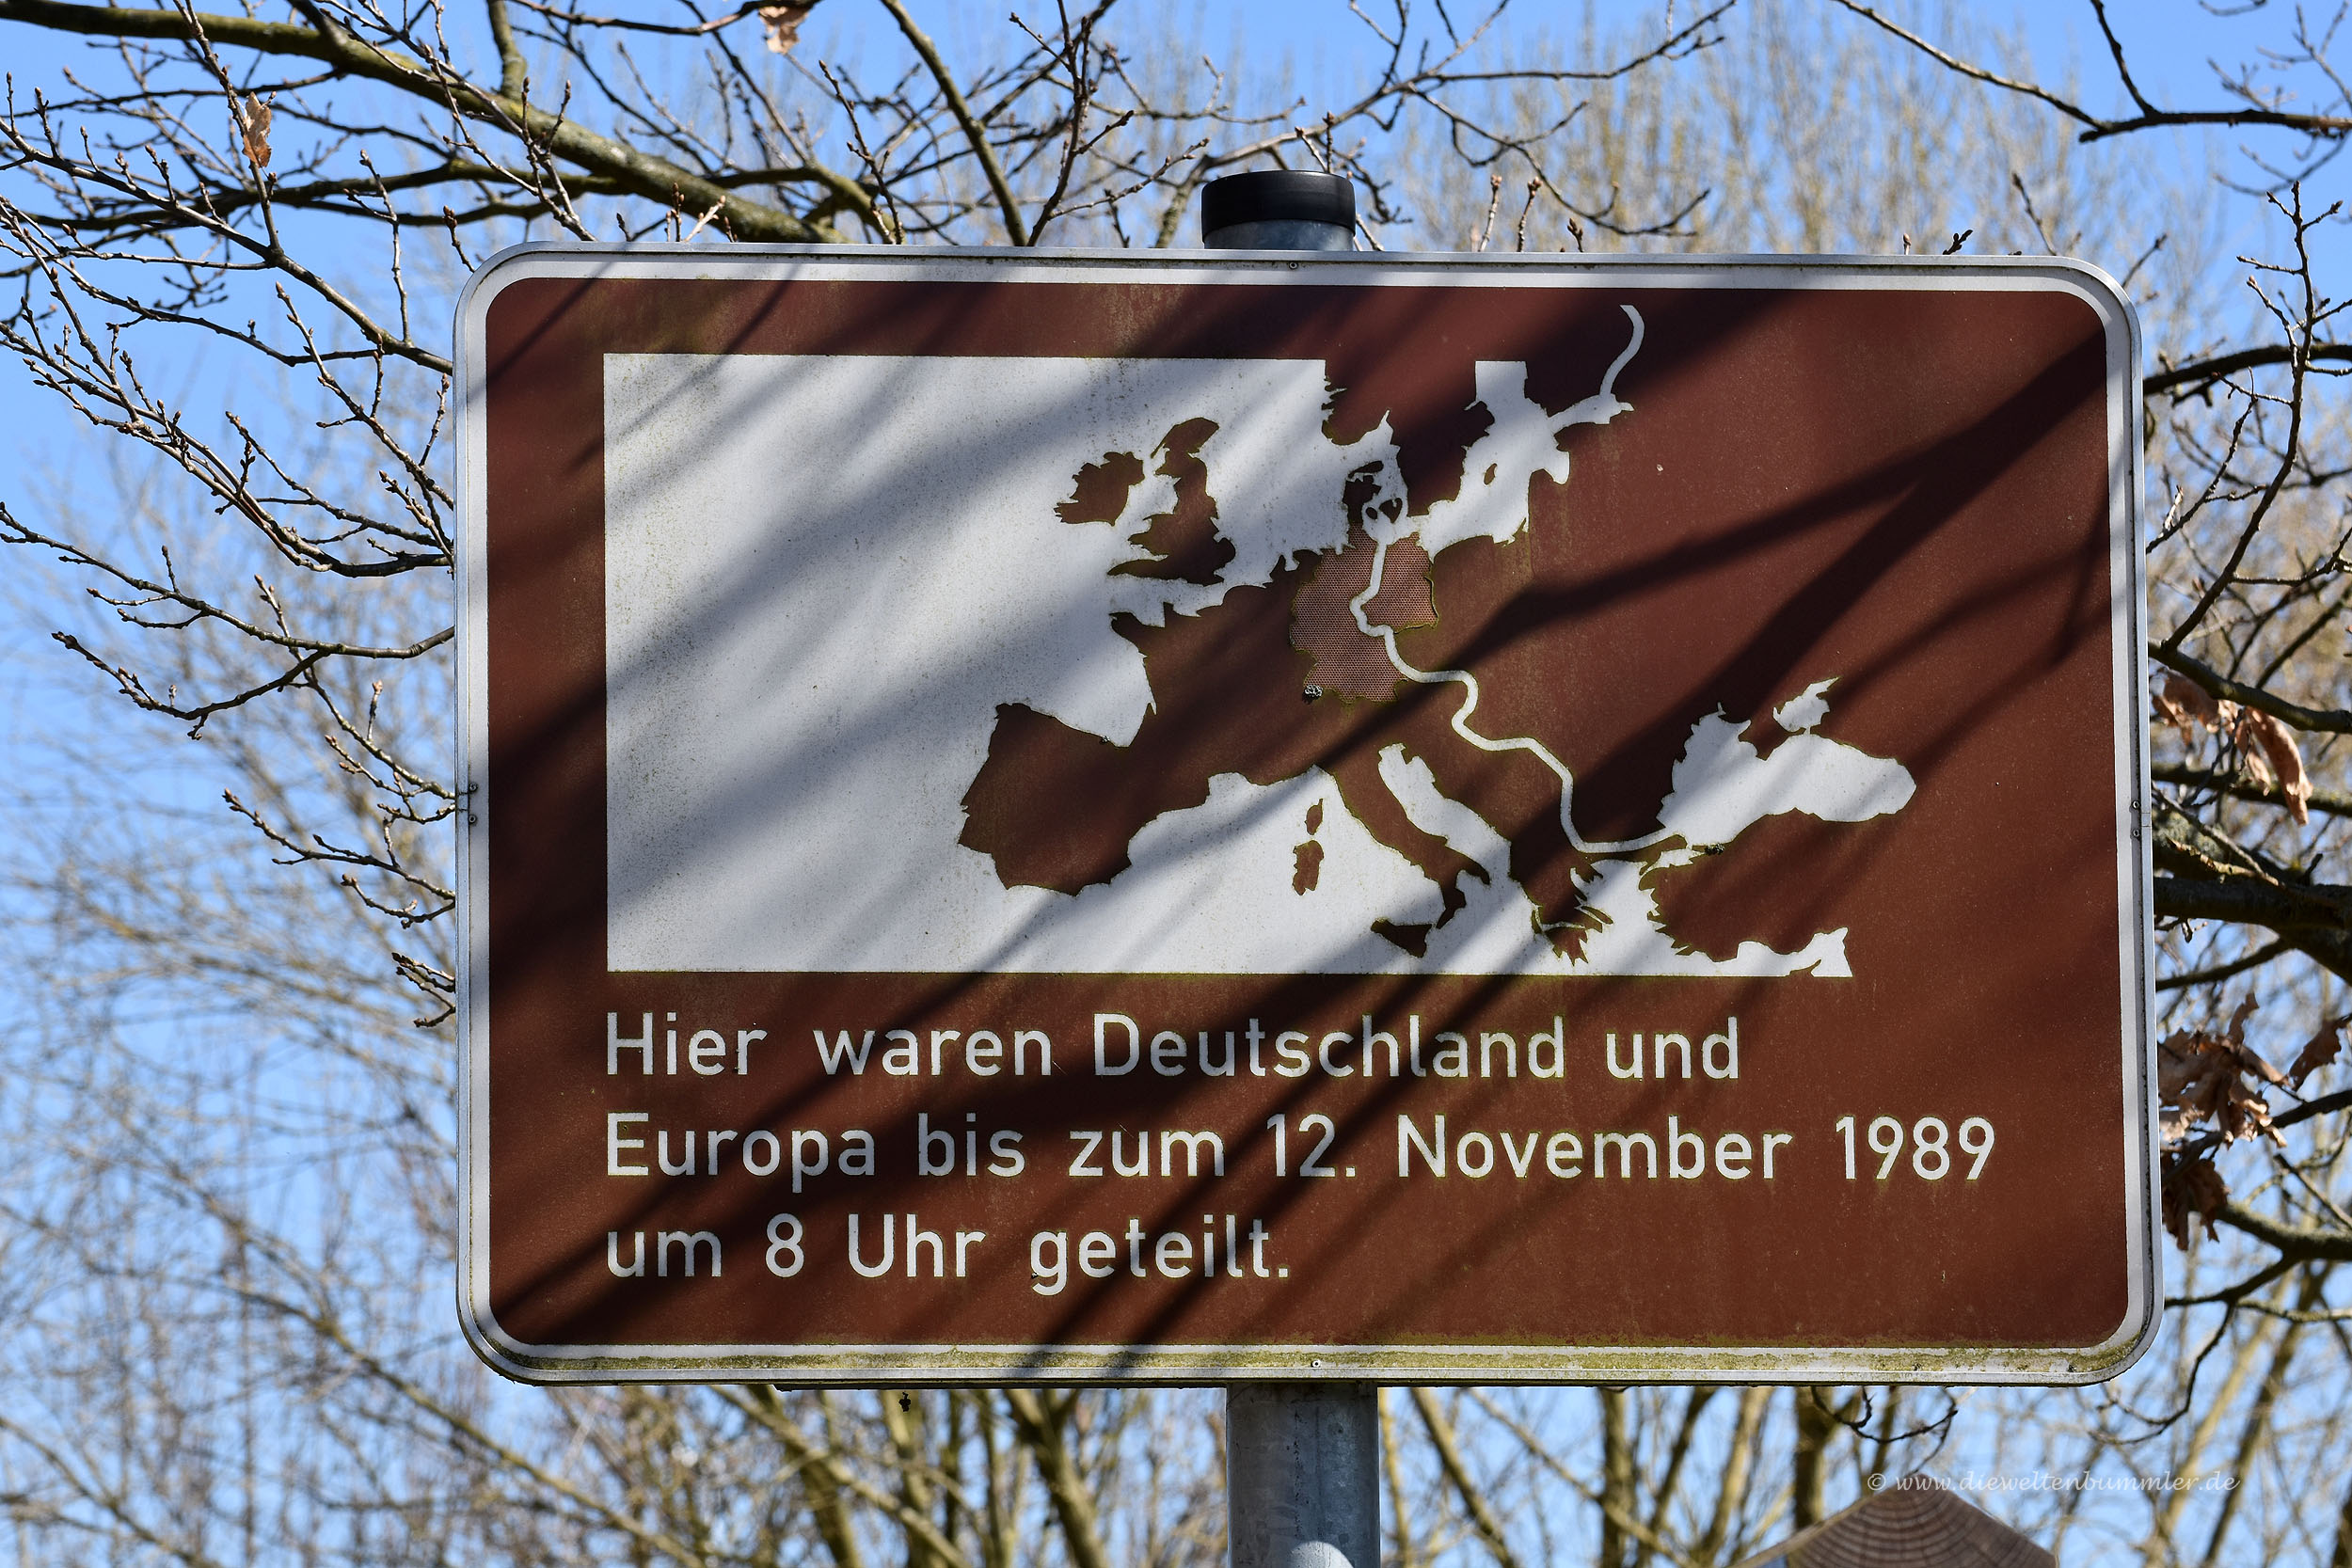 Hier waren Deutschland und
Europa bis zum 12. November 1989
um 8 Uhr geteilt.
© www.dieweltenbummler.de